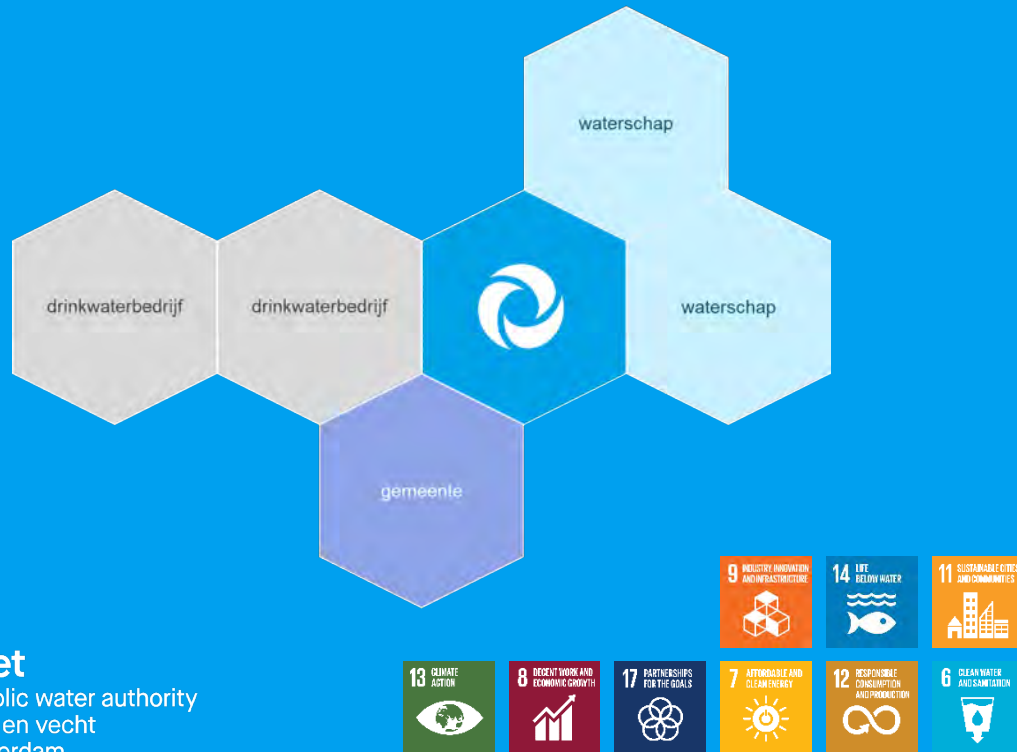 waterschap
drinkwaterbedrijf
drinkwaterbedrijf
waterschap
gemeente
9 INDUSTRY, INNOVATION
AND INFRASTRUCTURE
14 LIFE
BELOW WATER
11 SUSTAINABLE CITIES
AND COMMUNITIES
et
lic water authority
en vecht
erdam
13 CLIMATE
ACTION
8 DECENT WORK AND
ECONOMIC GROWTH
17 PARTNERSHIPS
FOR THE GOALS
7 AFFORDABLE AND
CLEAN ENERGY
12 RESPONSIBLE
CONSUMPTION
AND PRODUCTION
6 CLEAN WATER
AND SANITATION